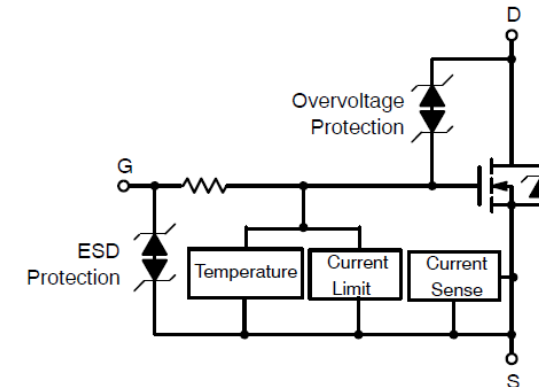 D
Overvoltage
Protection
G
ESD
Protection
Temperature
Current
Limit
Current
Sense
S